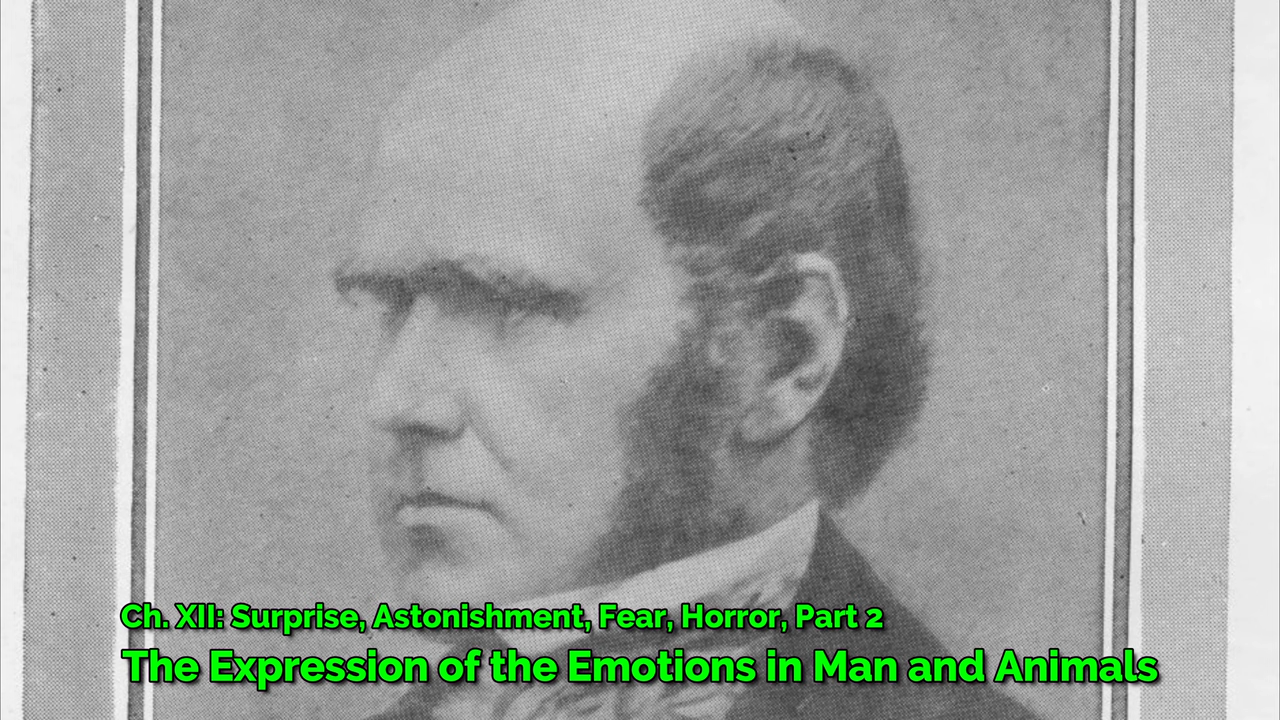 Ch. XII: Surprise, Astonishment, Fear, Horror, Part 2
The Expression of the Emotions in Man and Animals